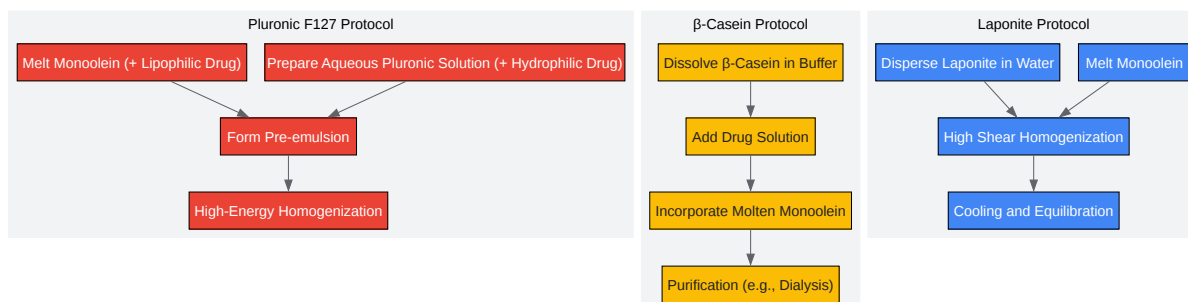 Pluronic F127 Protocol
Melt Monoolein (+ Lipophilic Drug)
Prepare Aqueous Pluronic Solution (+ Hydrophilic Drug)
Form Pre-emulsion
High-Energy Homogenization
β-Casein Protocol
Dissolve β-Casein in Buffer
Add Drug Solution
Incorporate Molten Monoolein
Purification (e.g., Dialysis)
Laponite Protocol
Disperse Laponite in Water
Melt Monoolein
High Shear Homogenization
Cooling and Equilibration